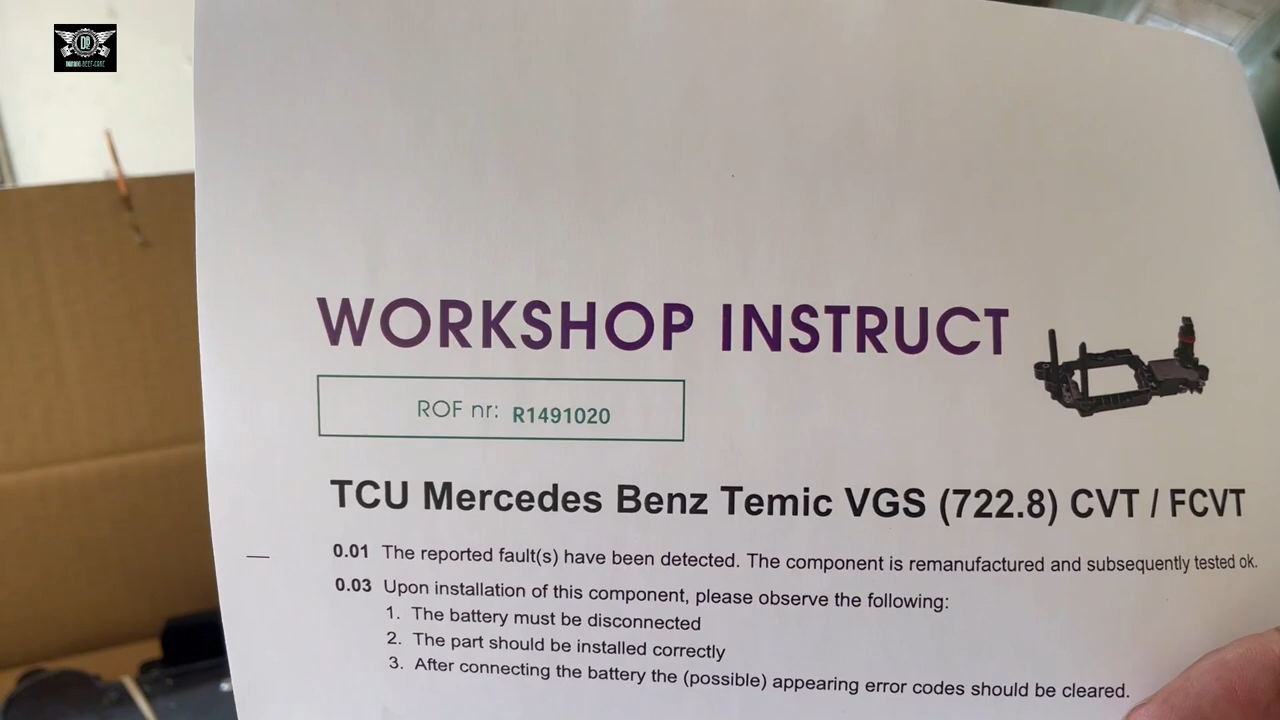 WORKSHOP INSTRUCT
ROF nr: R1491020
TCU Mercedes Benz Temic VGS (722.8) CVT / FCVT
0.01 The reported fault(s) have been detected. The component is remanufactured and subsequently tested ok.
0.03 Upon installation of this component, please observe the following:
1. The battery must be disconnected
2. The part should be installed correctly
3. After connecting the battery the (possible) appearing error codes should be cleared.